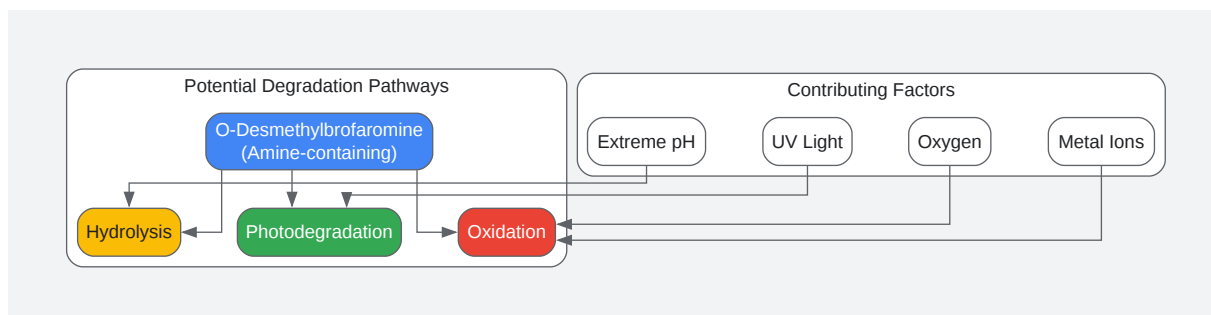 Potential Degradation Pathways
O-Desmethylbrofaromine
(Amine-containing)
Hydrolysis
Photodegradation
Oxidation
Contributing Factors
Extreme pH
UV Light
Oxygen
Metal Ions